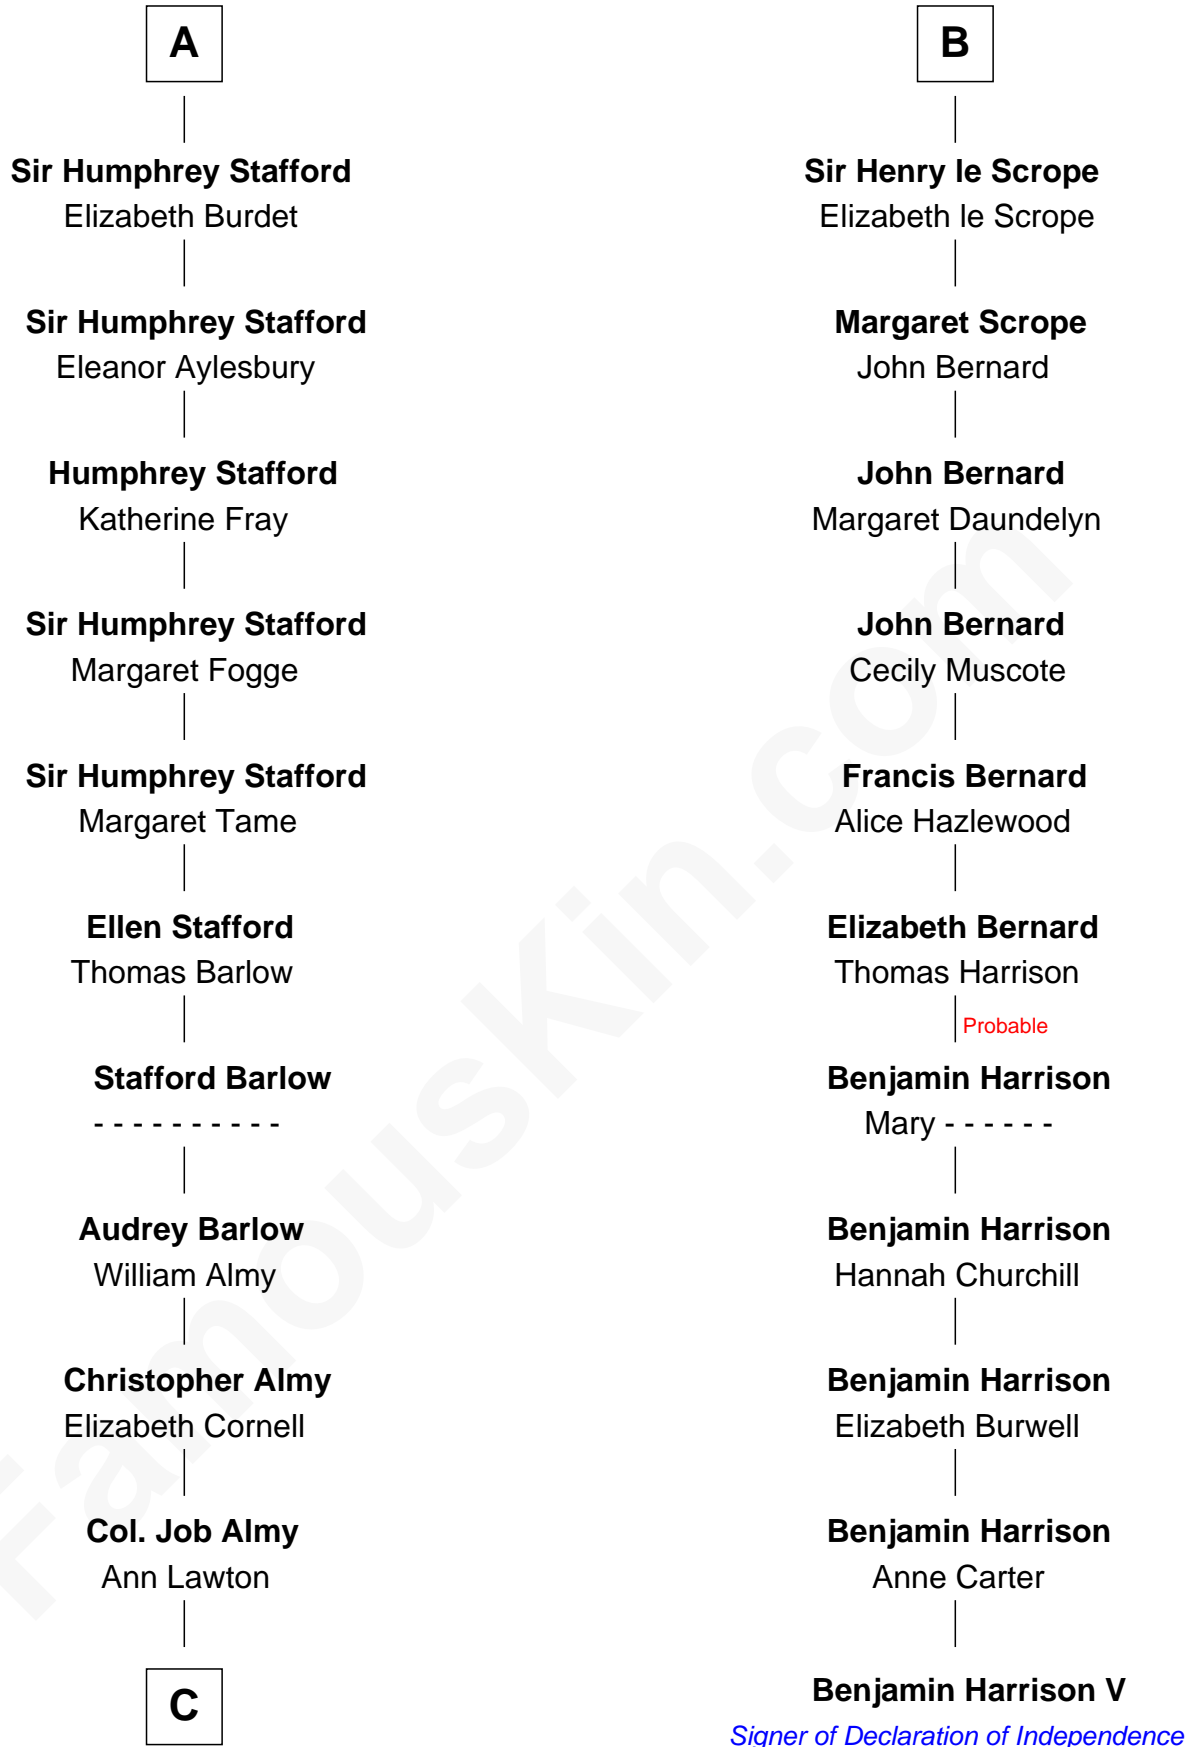 A
Sir Humphrey Stafford
Elizabeth Burdet
Sir Humphrey Stafford
Eleanor Aylesbury
Humphrey Stafford
Katherine Fray
Sir Humphrey Stafford
Margaret Fogge
Sir Humphrey Stafford
Margaret Tame
Ellen Stafford
Thomas Barlow
Stafford Barlow
- - - - - - - - - -
Audrey Barlow
William Almy
Christopher Almy
Elizabeth Cornell
Col. Job Almy
Ann Lawton
C
B
Sir Henry le Scrope
Elizabeth le Scrope
Margaret Scrope
John Bernard
John Bernard
Margaret Daundelyn
John Bernard
Cecily Muscote
Francis Bernard
Alice Hazlewood
Elizabeth Bernard
Thomas Harrison
Probable
Benjamin Harrison
Mary - - - - - -
Benjamin Harrison
Hannah Churchill
Benjamin Harrison
Elizabeth Burwell
Benjamin Harrison
Anne Carter
Benjamin Harrison V
Signer of Declaration of Independence
FamousKin.com